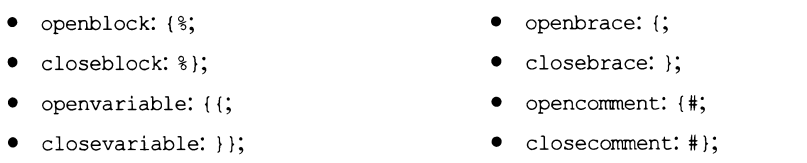 • openblock: {%;
• closeblock: %};
• openvariable: {{;
• closevariable: }};
• openbrace: {;
• closebrace: };
• opencomment: {#;
• closecomment: #};